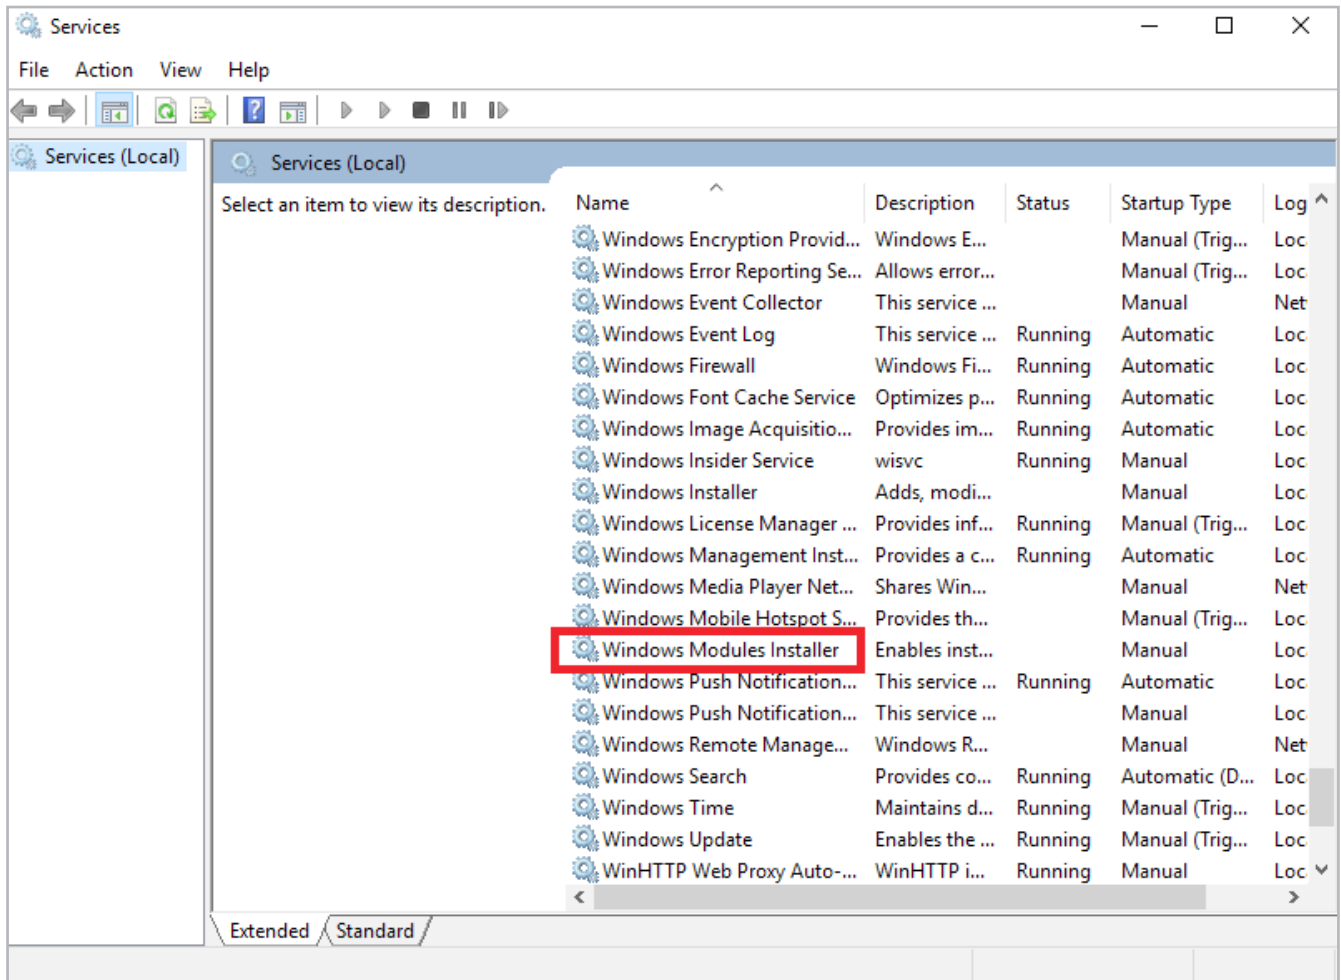 Services
File Action View Help
Services (Local)
Services (Local)
Select an item to view its description.
Name Description Status Startup Type Log
Windows Encryption Provid... Windows E... Manual (Trig... Loc
Windows Error Reporting Se... Allows error... Manual (Trig... Loc
Windows Event Collector This service ... Manual Net
Windows Event Log This service ... Running Automatic Loc
Windows Firewall Windows Fi... Running Automatic Loc
Windows Font Cache Service Optimizes p... Running Automatic Loc
Windows Image Acquisitio... Provides im... Running Automatic Loc
Windows Insider Service wisvc Running Manual Loc
Windows Installer Adds, modi... Manual Loc
Windows License Manager ... Provides inf... Running Manual (Trig... Loc
Windows Management Inst... Provides a c... Running Automatic Loc
Windows Media Player Net... Shares Win... Manual Net
Windows Mobile Hotspot S... Provides th... Manual (Trig... Loc
Windows Modules Installer Enables inst... Manual Loc
Windows Push Notification... This service ... Running Automatic Loc
Windows Push Notification... This service ... Manual Loc
Windows Remote Manage... Windows R... Manual Net
Windows Search Provides co... Running Automatic (D... Loc
Windows Time Maintains d... Running Manual (Trig... Loc
Windows Update Enables the ... Running Manual (Trig... Loc
WinHTTP Web Proxy Auto-... WinHTTP i... Running Manual Loc
Extended Standard